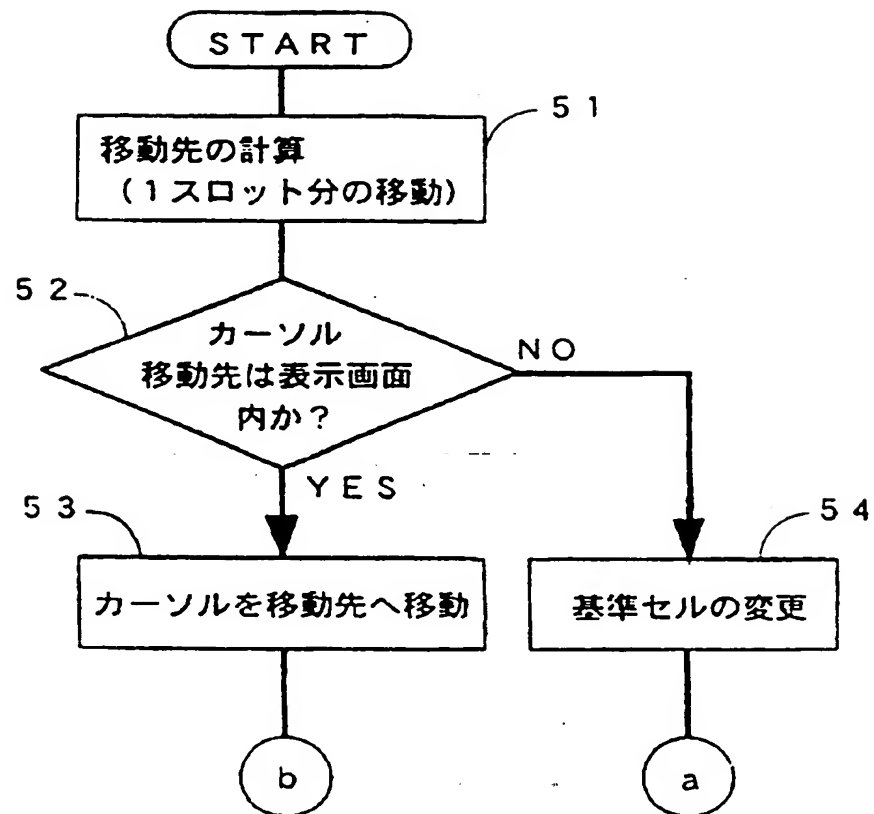 START
51
移動先の計算
(1スロット分の移動)
52
カーソル
移動先は表示画面
内か?
NO
YES
53
カーソルを移動先へ移動
54
基準セルの変更
b
a